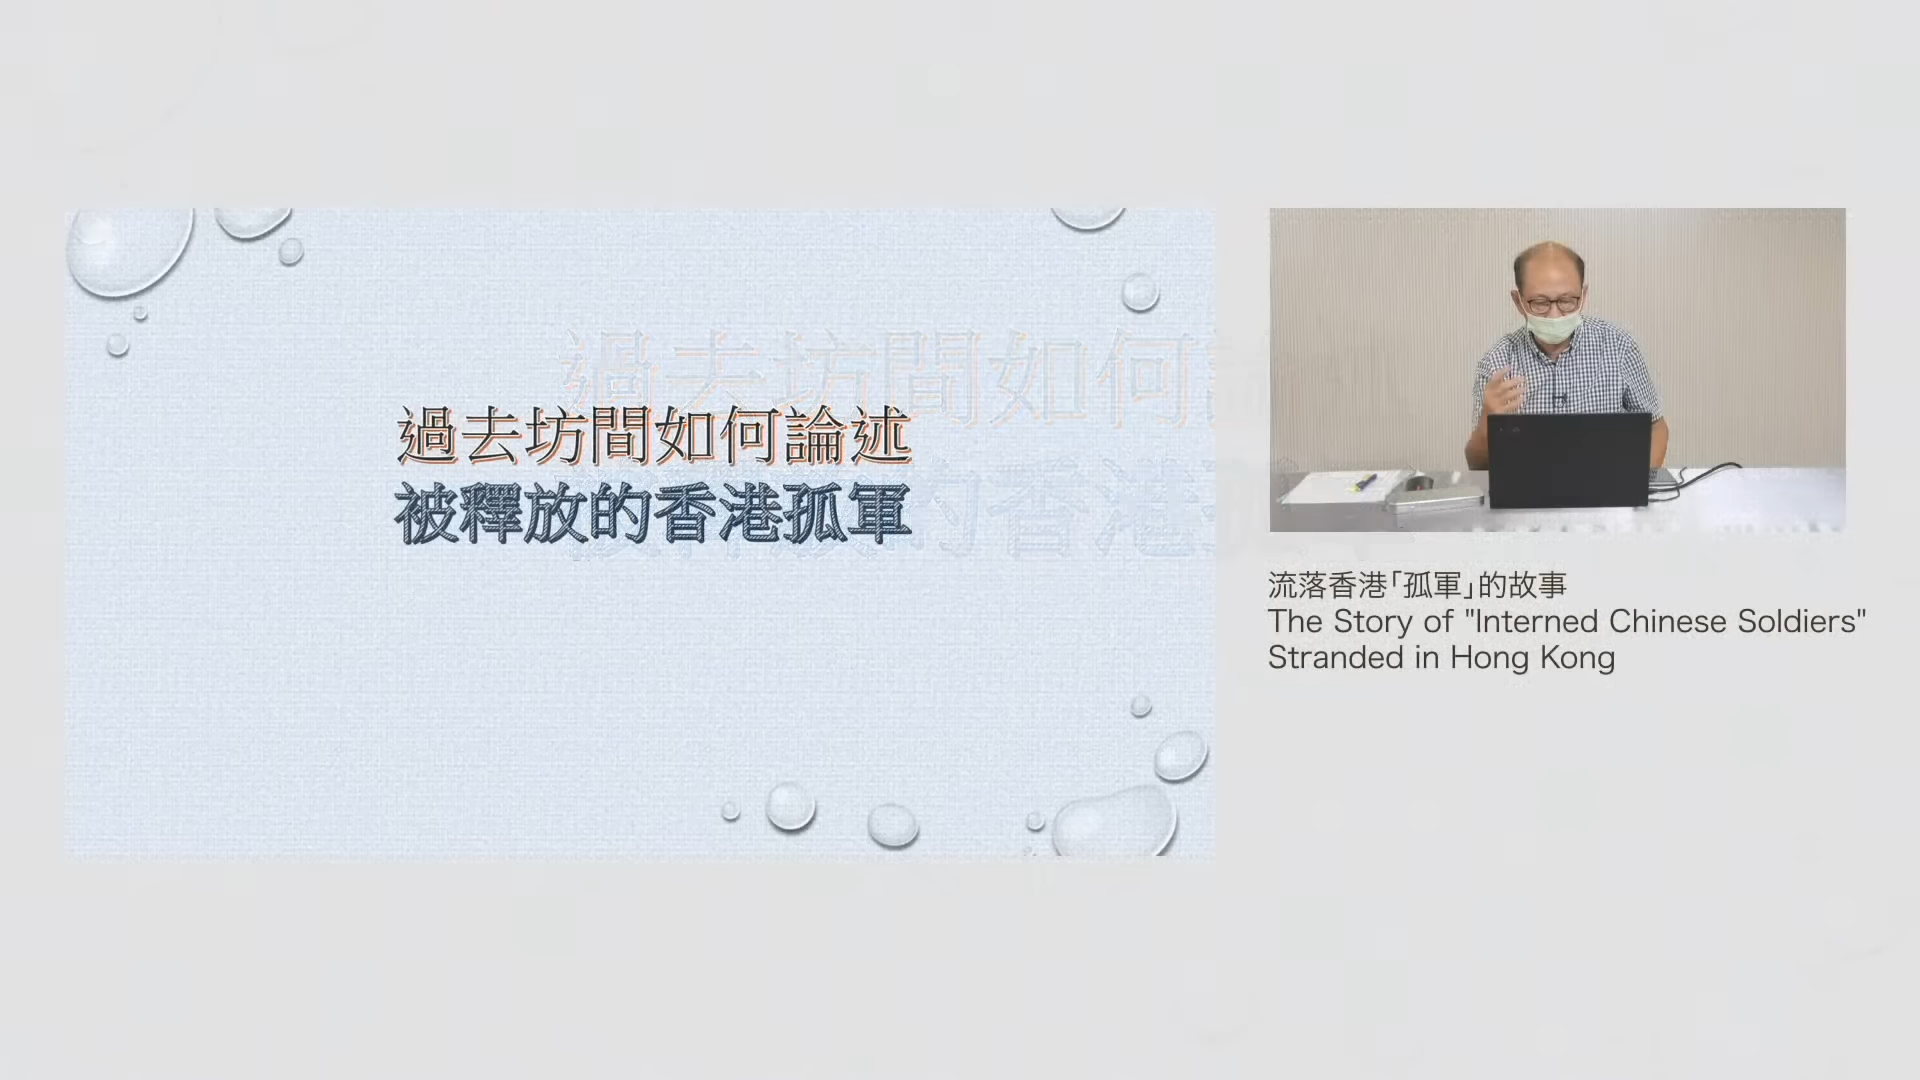 過去坊間如何論述
被釋放的香港孤軍
流落香港「孤軍」的故事
The Story of "Interned Chinese Soldiers"
Stranded in Hong Kong